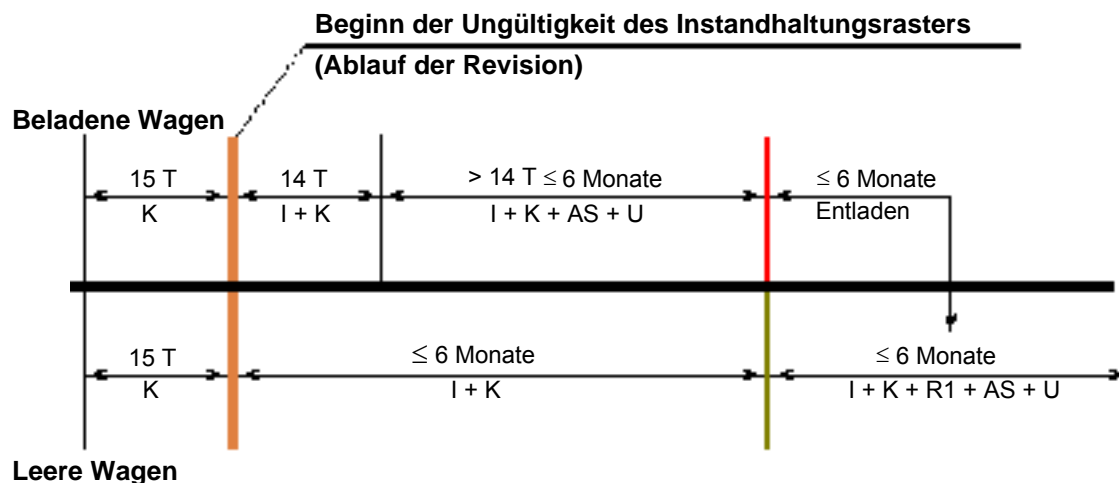 Beginn der Ungültigkeit des Instandhaltungsrasters
(Ablauf der Revision)
Beladene Wagen
15 T
14 T
> 14 T ≤ 6 Monate
≤ 6 Monate
K
I + K
I + K + AS + U
Entladen
15 T
≤ 6 Monate
≤ 6 Monate
K
I + K
I + K + R1 + AS + U
Leere Wagen